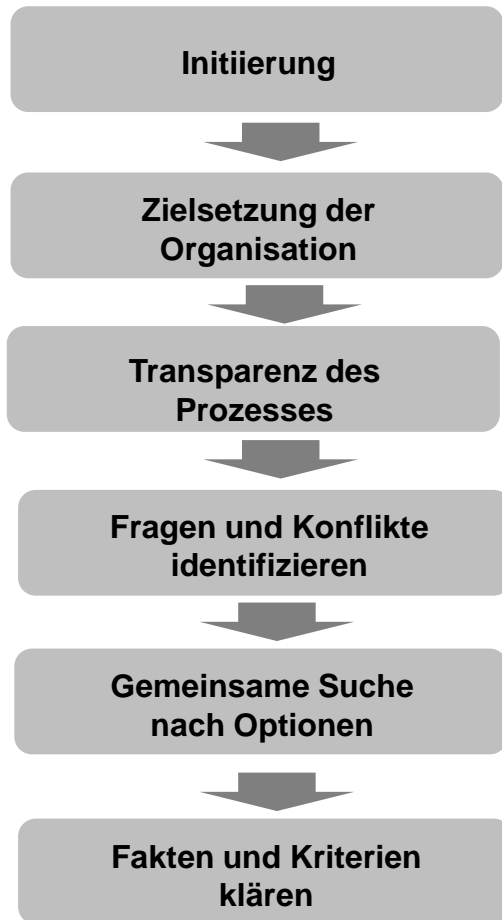 Initiierung
Zielsetzung der
Organisation
Transparenz des
Prozesses
Fragen und Konflikte
identifizieren
Gemeinsame Suche
nach Optionen
Fakten und Kriterien
klären